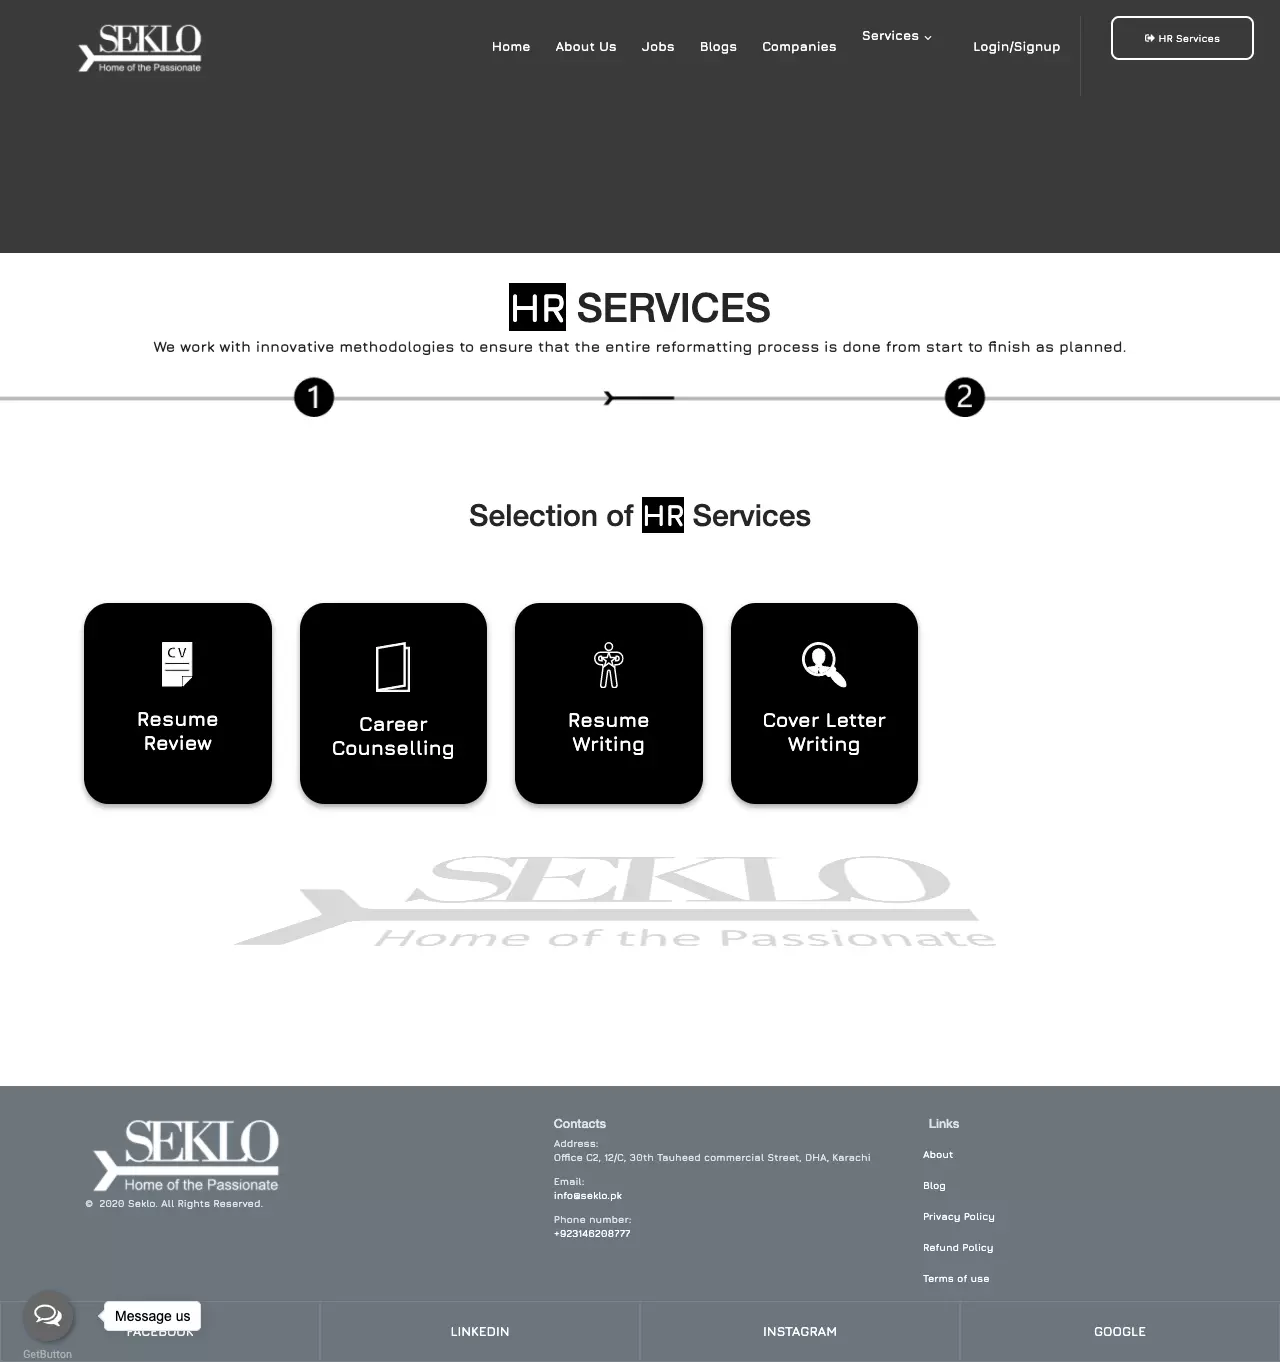 SEKLO
Home of the Passionate
Home
About Us
Jobs
Blogs
Companies
Services
Login/Signup
HR Services
HR SERVICES
We work with innovative methodologies to ensure that the entire reformatting process is done from start to finish as planned.
1
2
Selection of HR Services
CV
Resume
Review
Career
Counselling
Resume
Writing
Cover Letter
Writing
SEKLO
Home of the Passionate
SEKLO
Home of the Passionate
© 2020 Seklo. All Rights Reserved.
Contacts
Address:
Office C2, 12/C, 30th Tauheed commercial Street, DHA, Karachi
Email:
info@seklo.pk
Phone number:
+923146208777
Links
About
Blog
Privacy Policy
Refund Policy
Terms of use
Message us
GetButton
FACEBOOK
LINKEDIN
INSTAGRAM
GOOGLE